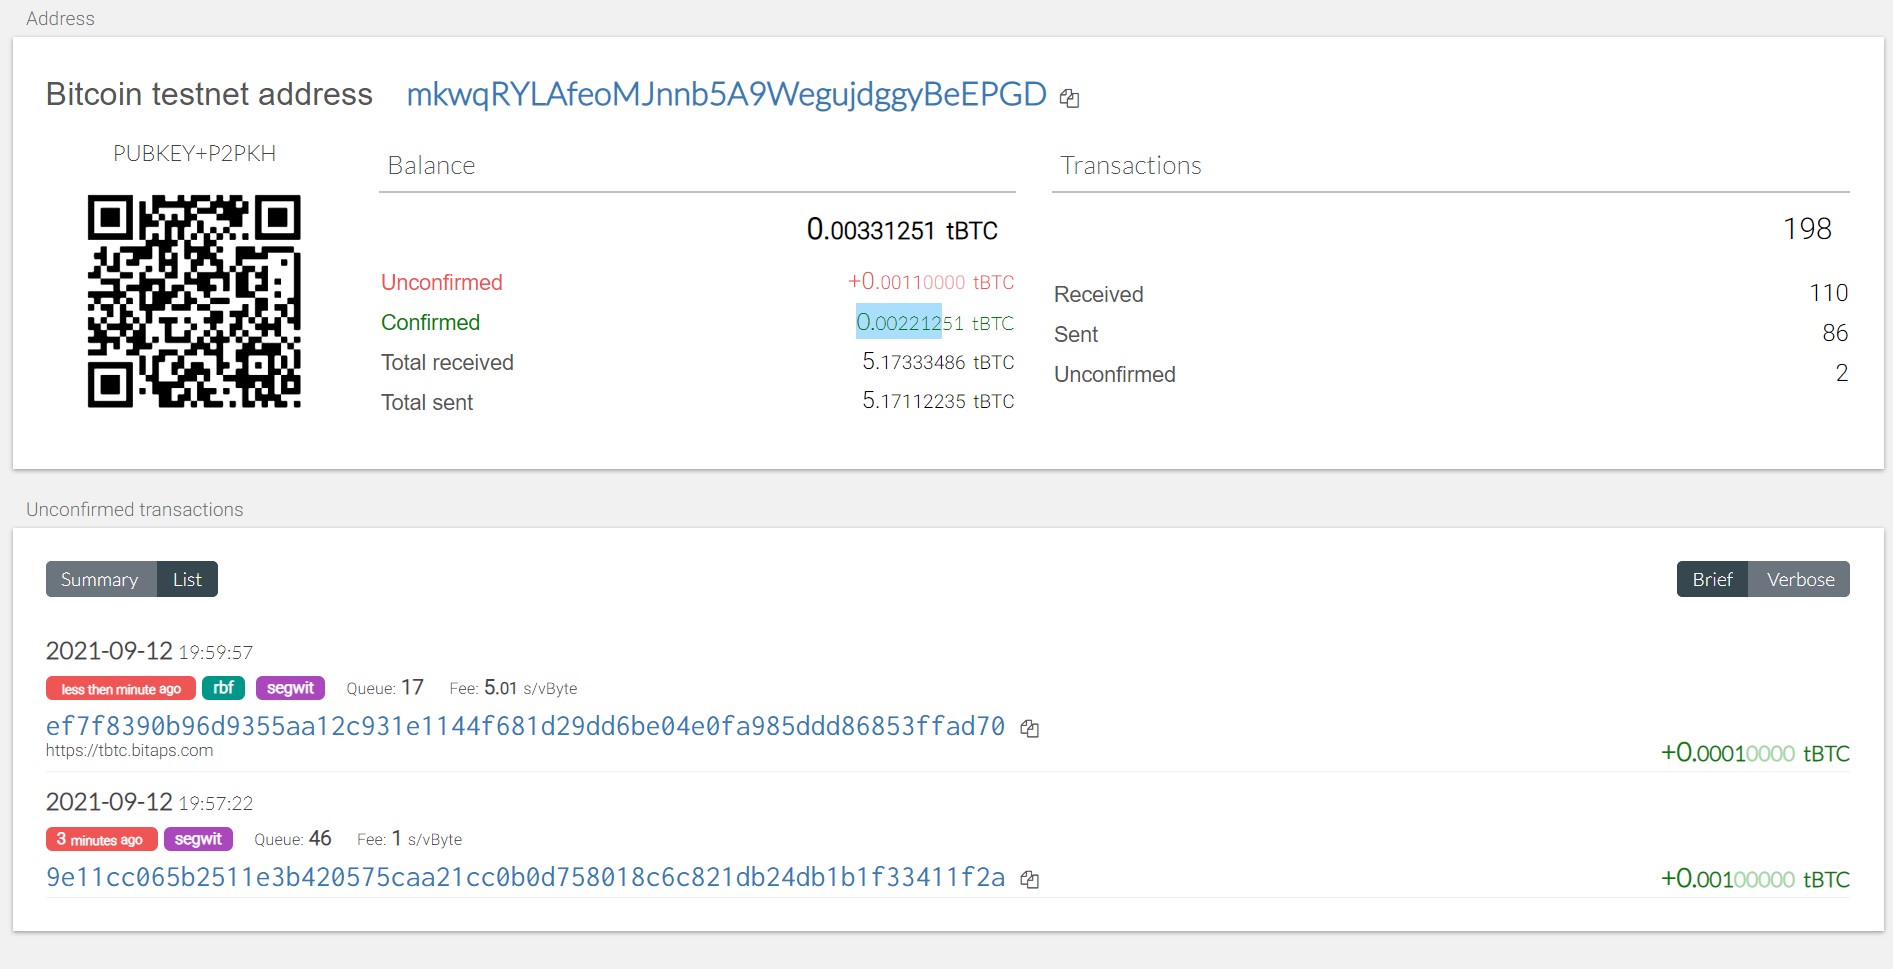 Address
Bitcoin testnet address mkwqRYLAfeoMJnnb5A9WegujdggyBeEPGD
PUBKEY+P2PKH
Balance
0.00331251 tBTC
Unconfirmed +0.00110000 tBTC
Confirmed 0.00221251 tBTC
Total received 5.17333486 tBTC
Total sent 5.17112235 tBTC
Transactions
198
Received 110
Sent 86
Unconfirmed 2
Unconfirmed transactions
Summary List Brief Verbose
2021-09-12 19:59:57
less then minute ago rbf segwit Queue: 17 Fee: 5.01 s/vByte
ef7f8390b96d9355aa12c931e1144f681d29dd6be04e0fa985ddd86853ffad70
https://tbtc.bitaps.com +0.00010000 tBTC
2021-09-12 19:57:22
3 minutes ago segwit Queue: 46 Fee: 1 s/vByte
9e11cc065b2511e3b420575caa21cc0b0d758018c6c821db24db1b1f33411f2a +0.00100000 tBTC